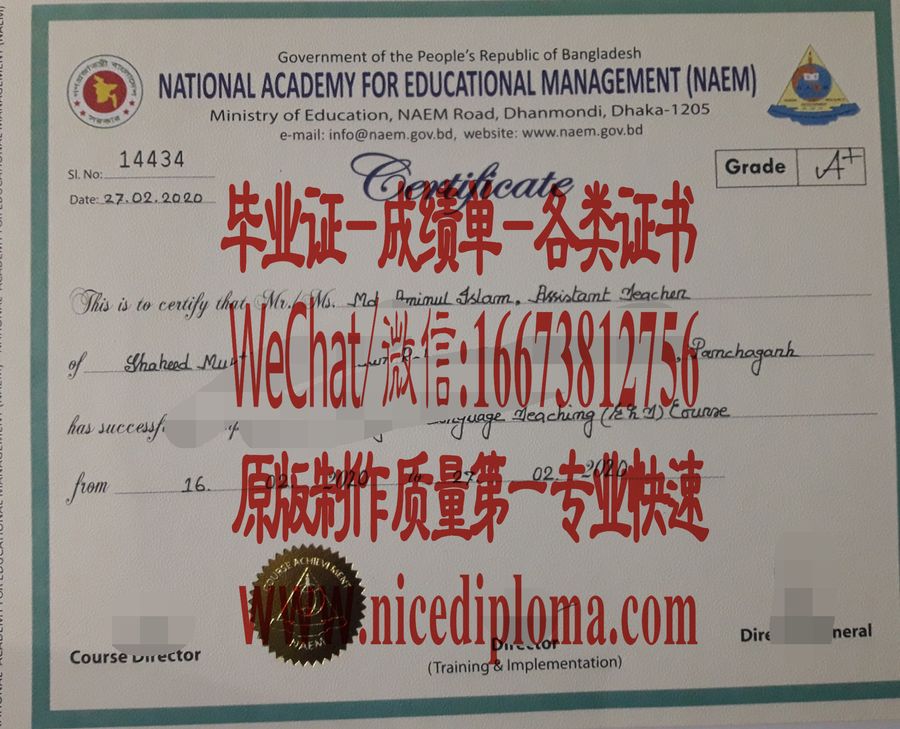 Government of the People's Republic of Bangladesh
NATIONAL ACADEMY FOR EDUCATIONAL MANAGEMENT (NAEM)
Ministry of Education, NAEM Road, Dhanmondi, Dhaka-1205
e-mail: info@naem.gov.bd, website: www.naem.gov.bd
Sl. No: 14434
Grade A+
Certificate
Date: 27.02.2020
毕业证－成绩单－各类证书
This is to certify that Mr./Ms. Md Aminul Islam, Assistant Teacher
WeChat/微信:16673812756
of Shaheed , Panchagarh
has Language Teaching (ELT) Course
原版制作质量第一专业快速
from 16. 02. 2020 to 27. 02. 2020
COURSE ACHIEVEMENT
NAEM
www.nicediploma.com
Course Director
Director
(Training & Implementation)